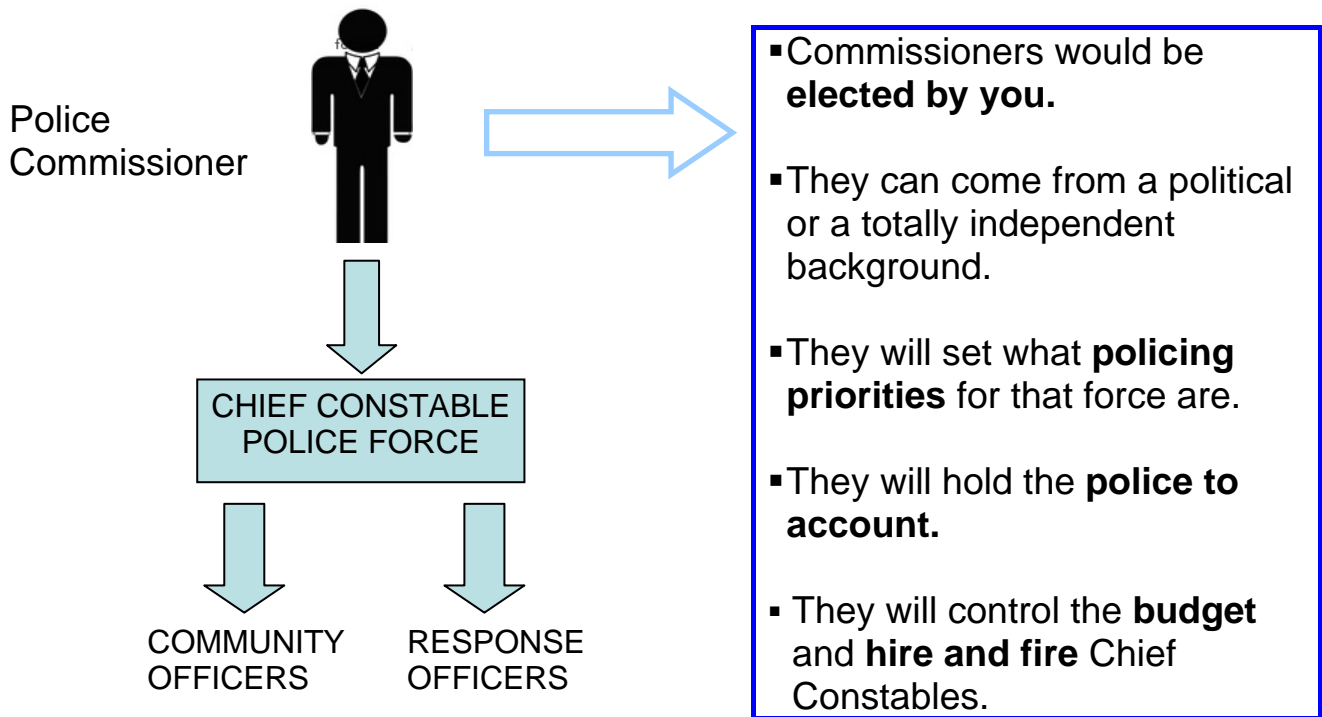 Police
Commissioner
CHIEF CONSTABLE
POLICE FORCE
COMMUNITY
OFFICERS
RESPONSE
OFFICERS
▪Commissioners would be
elected by you.
▪They can come from a political
or a totally independent
background.
▪They will set what policing
priorities for that force are.
▪They will hold the police to
account.
▪ They will control the budget
and hire and fire Chief
Constables.